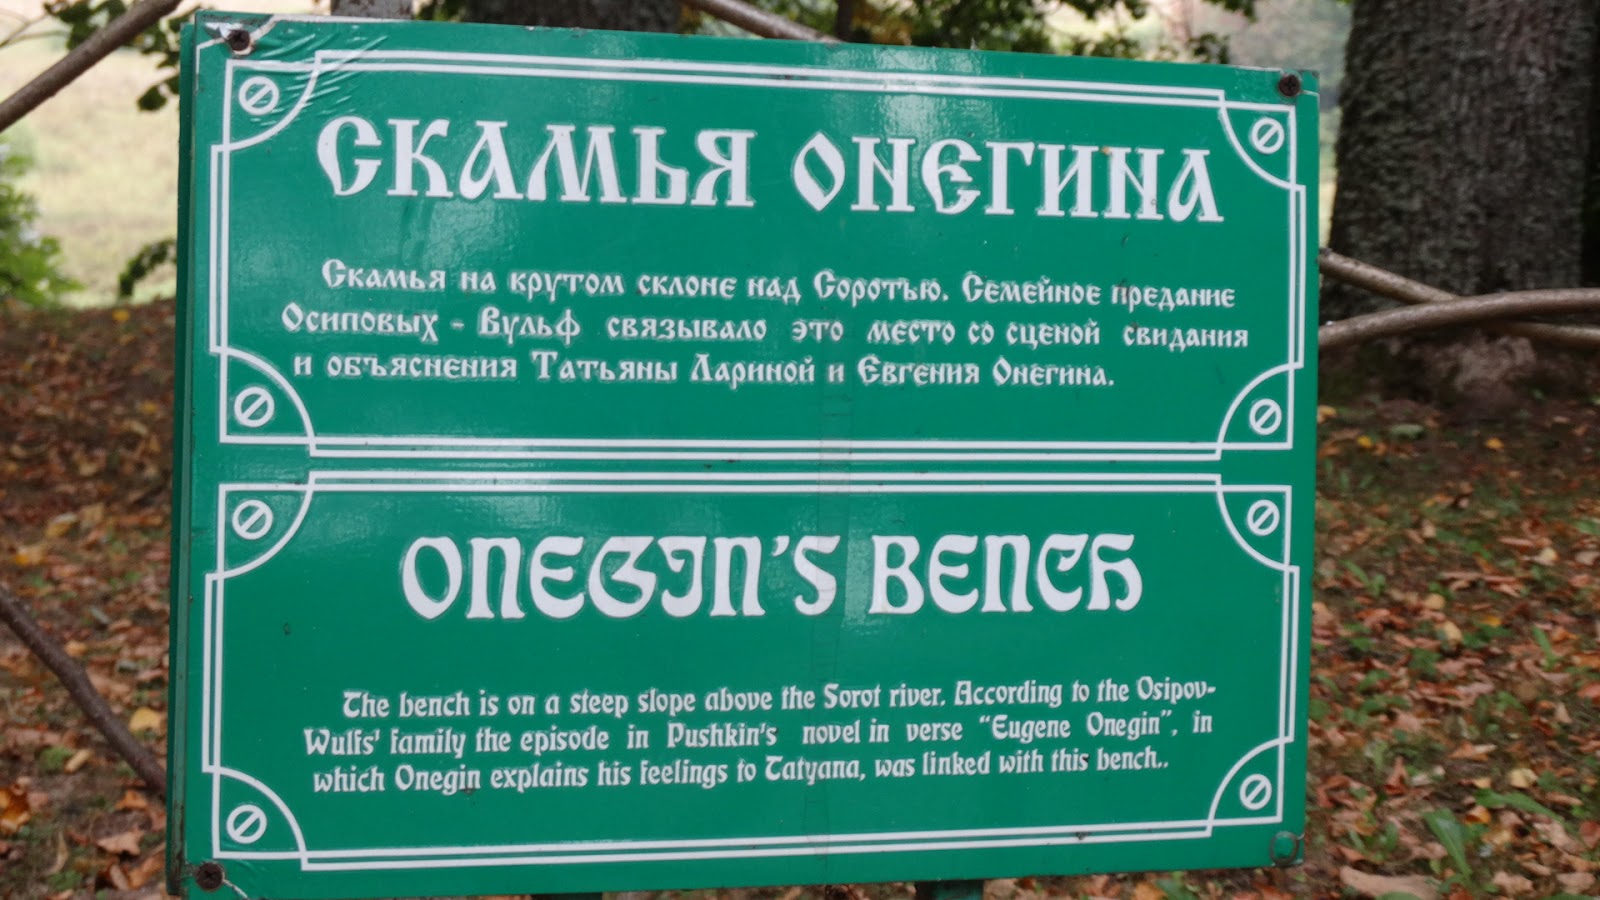 СКАМЬЯ ОНЕГИНА
Скамья на крутом склоне над Соротью. Семейное предание
Осиповых - Вульф связывало это место со сценой свидания
и объяснения Татьяны Лариной и Евгения Онегина.
ONEGIN'S BENCH
The bench is on a steep slope above the Sorot river. According to the Osipov-
Wulfs' family the episode in Pushkin's novel in verse "Eugene Onegin", in
which Onegin explains his feelings to Tatyana, was linked with this bench..